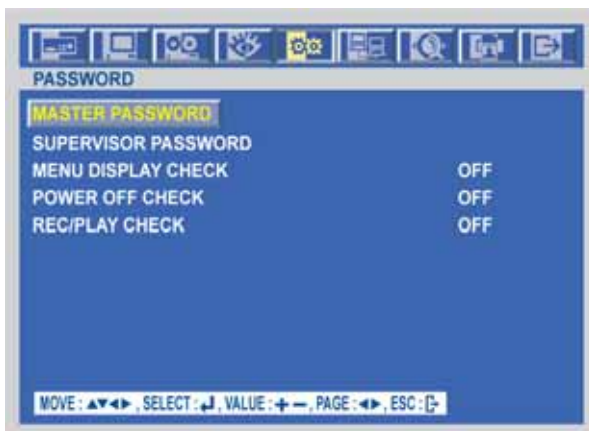 PASSWORD
MASTER PASSWORD
SUPERVISOR PASSWORD
MENU DISPLAY CHECK OFF
POWER OFF CHECK OFF
REC/PLAY CHECK OFF
MOVE : ▲▼◀▶ , SELECT : ↵ , VALUE : + − , PAGE : ◀▶ , ESC :